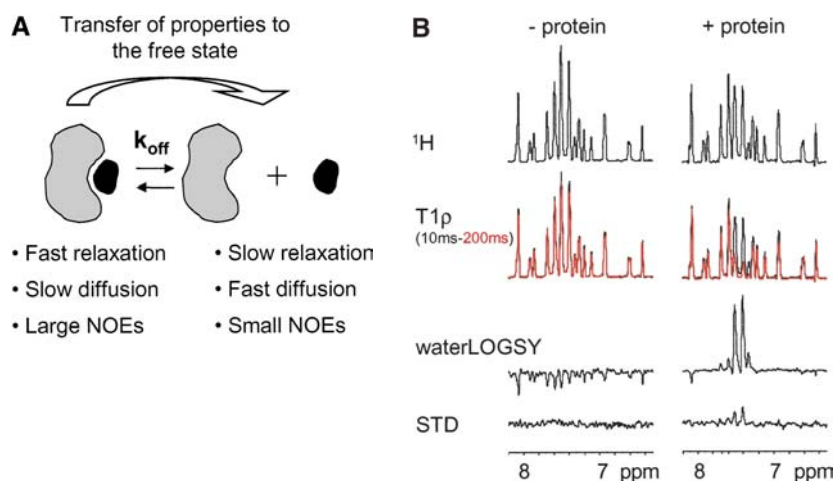 A
Transfer of properties to
the free state
k_off
+
• Fast relaxation
• Slow diffusion
• Large NOEs
• Slow relaxation
• Fast diffusion
• Small NOEs
B
- protein
+ protein
¹H
T1ρ
(10ms-200ms)
waterLOGSY
STD
8 7 ppm
8 7 ppm